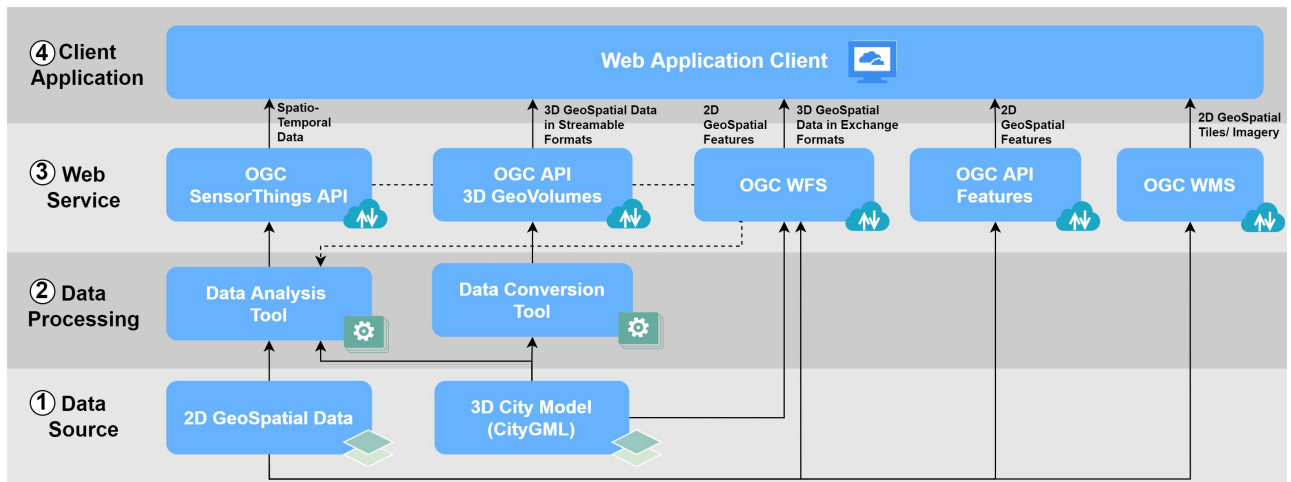 ④ Client
Application
Web Application Client
Spatio-
Temporal
Data
3D GeoSpatial Data
in Streamable
Formats
2D
GeoSpatial
Features
3D GeoSpatial
Data in Exchange
Formats
2D
GeoSpatial
Features
2D GeoSpatial
Tiles/ Imagery
③ Web
Service
OGC
SensorThings API
OGC API
3D GeoVolumes
OGC WFS
OGC API
Features
OGC WMS
② Data
Processing
Data Analysis
Tool
Data Conversion
Tool
① Data
Source
2D GeoSpatial Data
3D City Model
(CityGML)